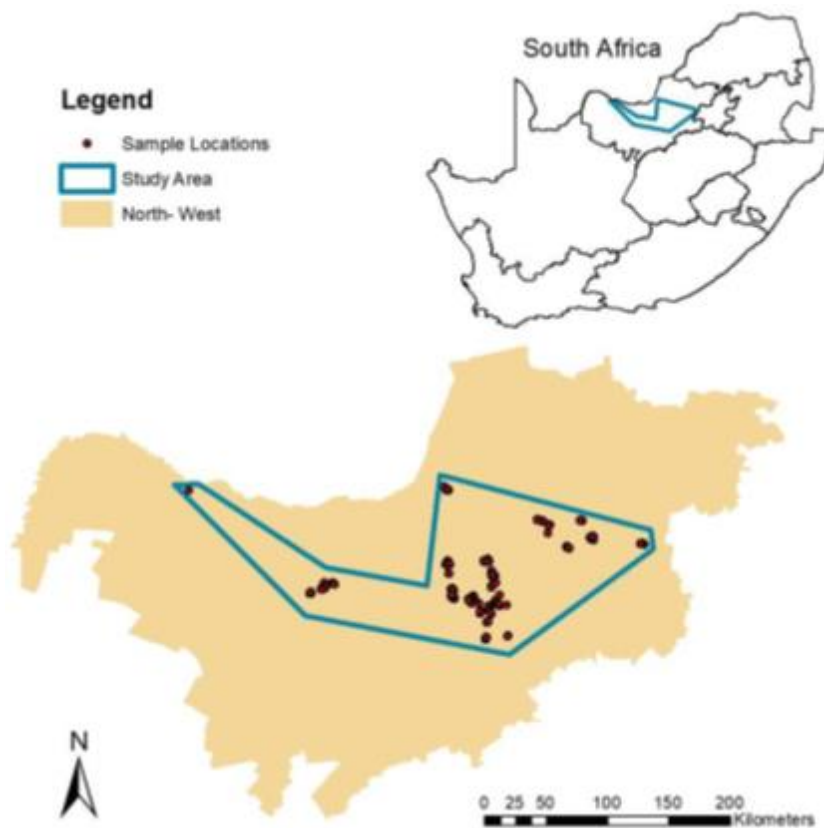 South Africa
Legend
Sample Locations
Study Area
North- West
N
0 25 50 100 150 200
Kilometers